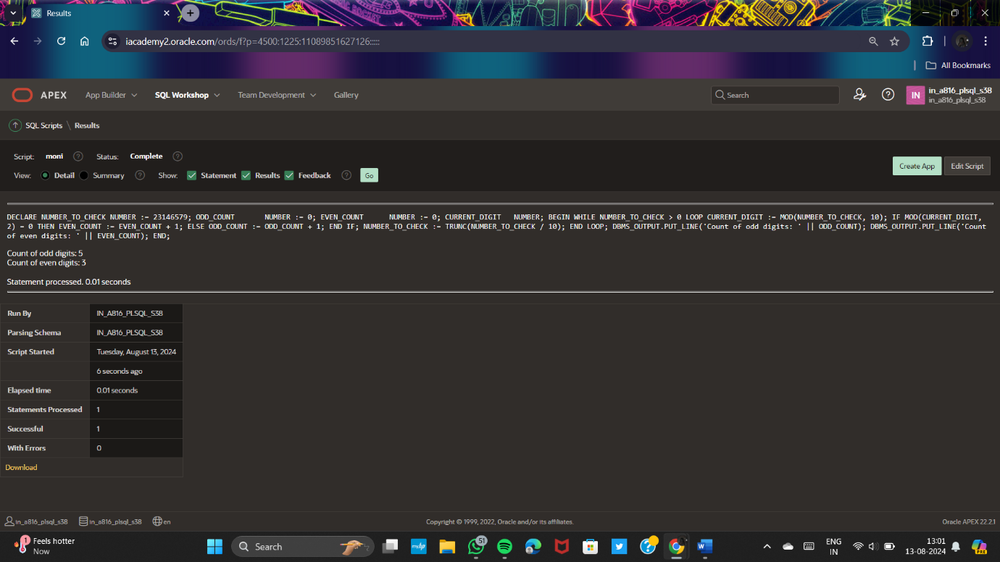 Results
iacademy2.oracle.com/ords/f?p=4500:1225:11089851627126:::::
All Bookmarks
APEX App Builder SQL Workshop Team Development Gallery Search IN in_a816_plsql_s38
in_a816_plsql_s38
SQL Scripts \ Results
Script: moni Status: Complete
View: Detail Summary Show: Statement Results Feedback Go Create App Edit Script
DECLARE NUMBER_TO_CHECK NUMBER := 23146579; ODD_COUNT NUMBER := 0; EVEN_COUNT NUMBER := 0; CURRENT_DIGIT NUMBER; BEGIN WHILE NUMBER_TO_CHECK > 0 LOOP CURRENT_DIGIT := MOD(NUMBER_TO_CHECK, 10); IF MOD(CURRENT_DIGIT,
2) = 0 THEN EVEN_COUNT := EVEN_COUNT + 1; ELSE ODD_COUNT := ODD_COUNT + 1; END IF; NUMBER_TO_CHECK := TRUNC(NUMBER_TO_CHECK / 10); END LOOP; DBMS_OUTPUT.PUT_LINE('Count of odd digits: ' || ODD_COUNT); DBMS_OUTPUT.PUT_LINE('Count
of even digits: ' || EVEN_COUNT); END;
Count of odd digits: 5
Count of even digits: 3
Statement processed. 0.01 seconds
Run By IN_A816_PLSQL_S38
Parsing Schema IN_A816_PLSQL_S38
Script Started Tuesday, August 13, 2024
6 seconds ago
Elapsed time 0.01 seconds
Statements Processed 1
Successful 1
With Errors 0
Download
in_a816_plsql_s38 in_a816_plsql_s38 en Copyright © 1999, 2022, Oracle and/or its affiliates. Oracle APEX 22.2.1
1 Feels hotter
Now
Search
myhp
51
W
ENG
IN
13:01
13-08-2024
PRE